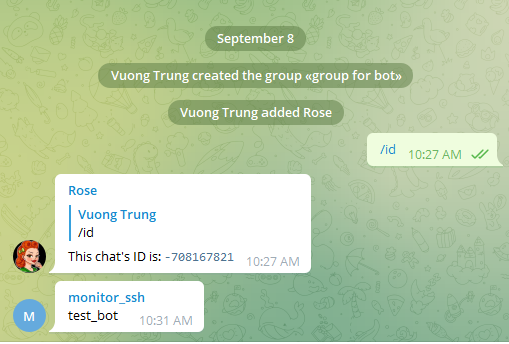 September 8
Vuong Trung created the group «group for bot»
Vuong Trung added Rose
/id 10:27 AM
Rose
Vuong Trung
/id
This chat's ID is: -708167821 10:27 AM
monitor_ssh
M
test_bot 10:31 AM